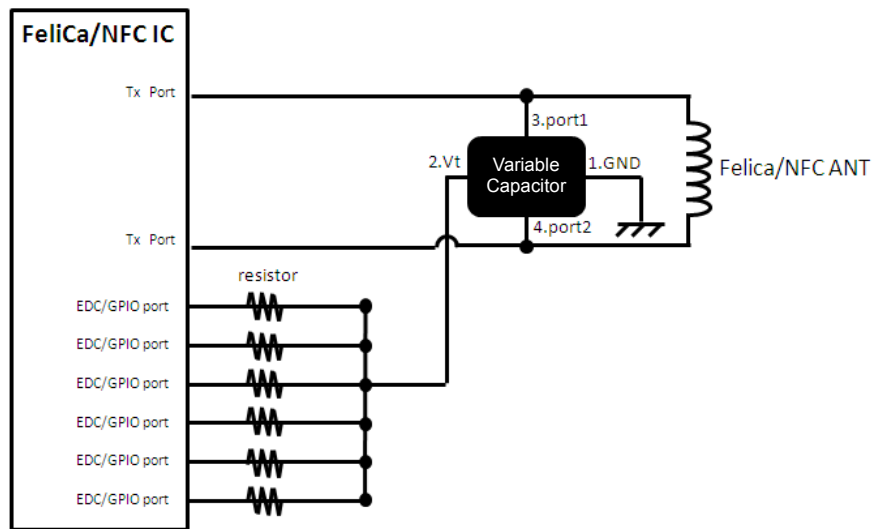 FeliCa/NFC IC
Tx Port
3.port1
2.Vt
Variable
Capacitor
1.GND
Felica/NFC ANT
4.port2
Tx Port
resistor
EDC/GPIO port
EDC/GPIO port
EDC/GPIO port
EDC/GPIO port
EDC/GPIO port
EDC/GPIO port